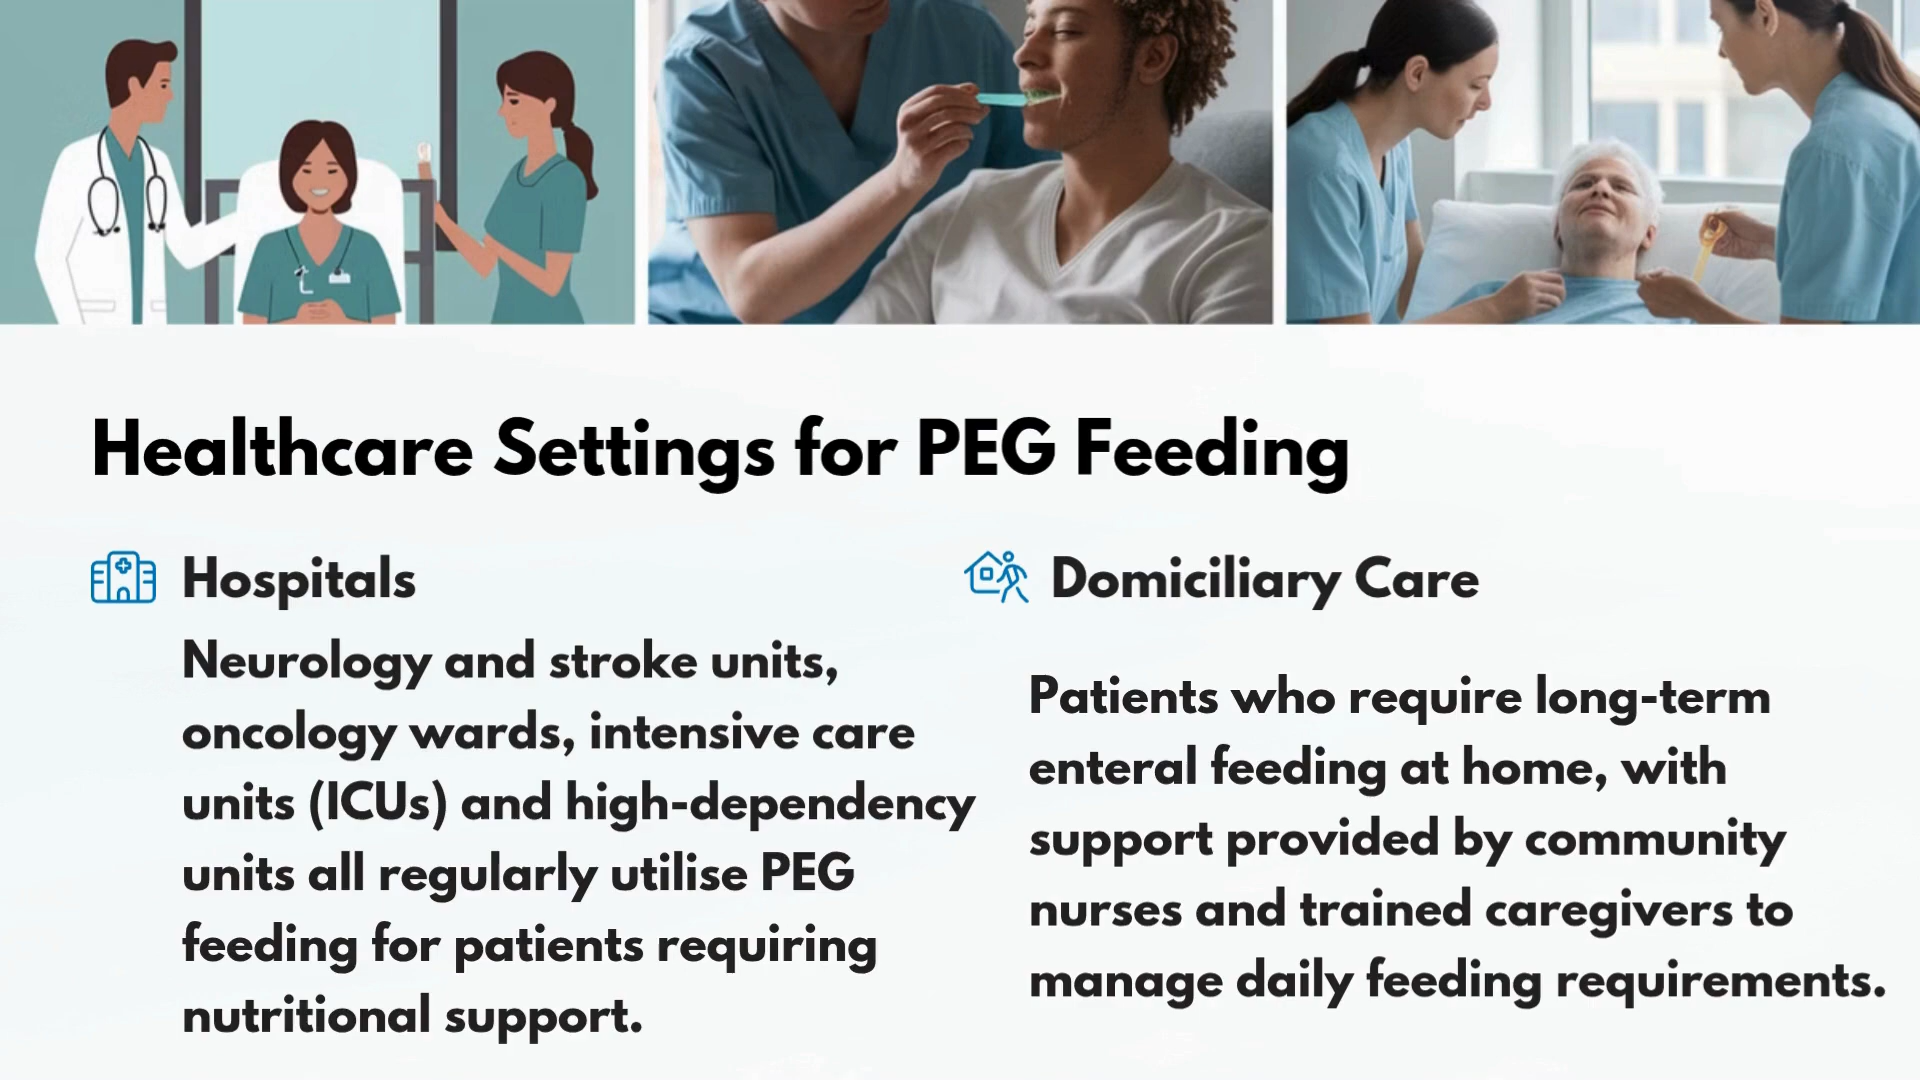 Healthcare Settings for PEG Feeding
Hospitals
Neurology and stroke units,
oncology wards, intensive care
units (ICUs) and high-dependency
units all regularly utilise PEG
feeding for patients requiring
nutritional support.
Domiciliary Care
Patients who require long-term
enteral feeding at home, with
support provided by community
nurses and trained caregivers to
manage daily feeding requirements.